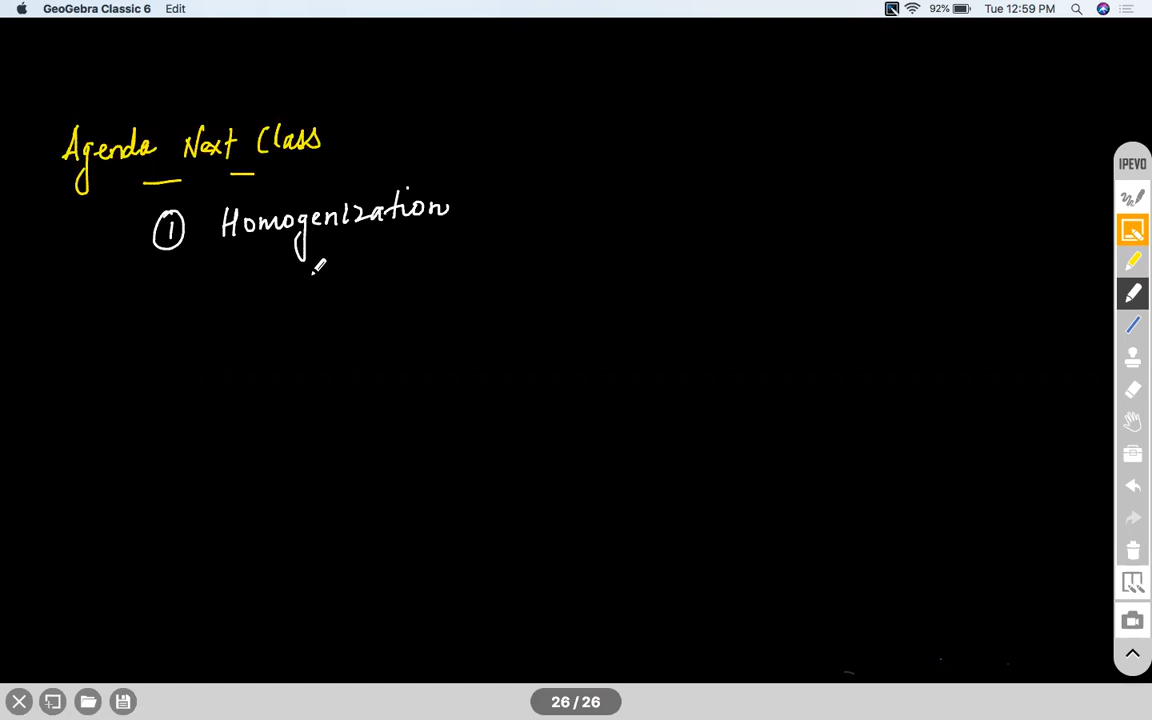 GeoGebra Classic 6 Edit 92% Tue 12:59 PM
Agenda Next Class
① Homogenization
IPEVO
26 / 26